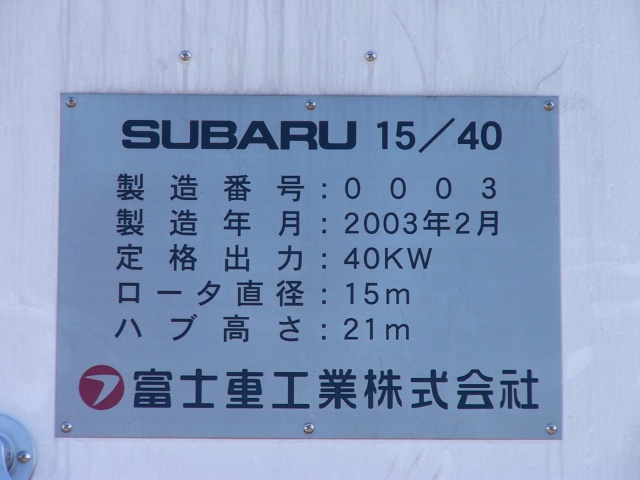 SUBARU 15／40
製造番号：0003
製造年月：2003年2月
定格出力：40KW
ロータ直径：15m
ハブ高さ：21m
富士重工業株式会社